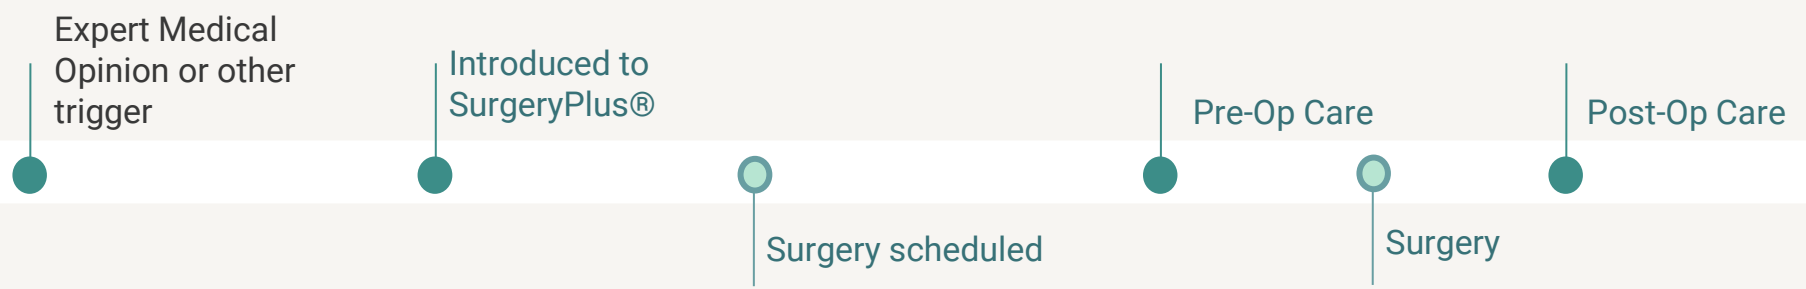 Expert Medical
Opinion or other
trigger
Introduced to
SurgeryPlus®
Surgery scheduled
Pre-Op Care
Surgery
Post-Op Care